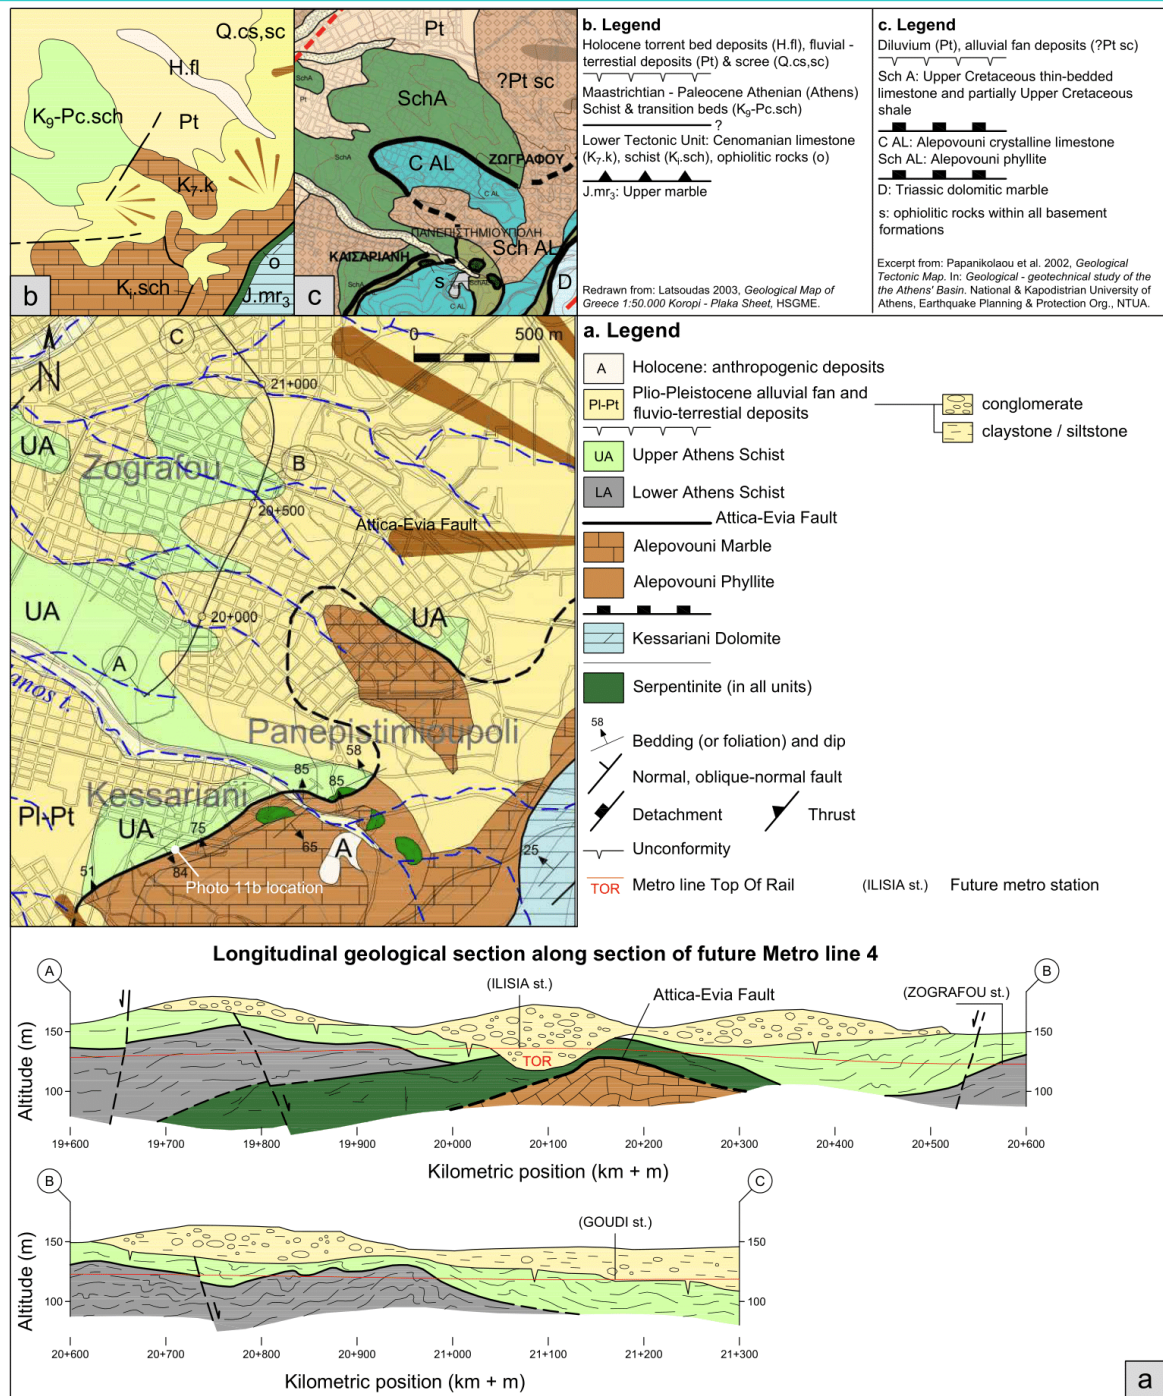 Q.cs,sc
H.fl
K9-Pc.sch
Pt
K7.k
Ki.sch
o
J.mr3
b
Pt
?Pt sc
SchA
Pt
SchA
SchA
C AL
ΖΩΓΡΑΦΟΥ
C AL
ΠΑΝΕΠΙΣΤΗΜΙΟΥΠΟΛΗ
Sch AL
ΚΑΙΣΑΡΙΑΝΗ
s
SchA
SchAL
C AL
D
c
b. Legend
Holocene torrent bed deposits (H.fl), fluvial -
terrestial deposits (Pt) & scree (Q.cs,sc)
Maastrichtian - Paleocene Athenian (Athens)
Schist & transition beds (K9-Pc.sch)
?
Lower Tectonic Unit: Cenomanian limestone
(K7.k), schist (Ki.sch), ophiolitic rocks (o)
J.mr3: Upper marble
Redrawn from: Latsoudas 2003, Geological Map of
Greece 1:50.000 Koropi - Plaka Sheet, HSGME.
c. Legend
Diluvium (Pt), alluvial fan deposits (?Pt sc)
Sch A: Upper Cretaceous thin-bedded
limestone and partially Upper Cretaceous
shale
C AL: Alepovouni crystalline limestone
Sch AL: Alepovouni phyllite
D: Triassic dolomitic marble
s: ophiolitic rocks within all basement
formations
Excerpt from: Papanikolaou et al. 2002, Geological
Tectonic Map. In: Geological - geotechnical study of the
the Athens' Basin. National & Kapodistrian University of
Athens, Earthquake Planning & Protection Org., NTUA.
N
C
0 500 m
21+000
UA
Zografou
B
20+500
Attica-Evia Fault
UA
UA
20+000
A
anos t.
Panepistimioupoli
58
85
85
Kessariani
Pl-Pt
UA
75
65
A
25
51
84
Photo 11b location
a. Legend
A Holocene: anthropogenic deposits
Pl-Pt Plio-Pleistocene alluvial fan and
fluvio-terrestial deposits
conglomerate
claystone / siltstone
UA Upper Athens Schist
LA Lower Athens Schist
Attica-Evia Fault
Alepovouni Marble
Alepovouni Phyllite
Kessariani Dolomite
Serpentinite (in all units)
58 Bedding (or foliation) and dip
Normal, oblique-normal fault
Detachment Thrust
Unconformity
TOR Metro line Top Of Rail (ILISIA st.) Future metro station
Longitudinal geological section along section of future Metro line 4
A
(ILISIA st.)
Attica-Evia Fault
(ZOGRAFOU st.)
B
Altitude (m)
150
100
TOR
150
100
19+600 19+700 19+800 19+900 20+000 20+100 20+200 20+300 20+400 20+500 20+600
Kilometric position (km + m)
B
(GOUDI st.)
C
Altitude (m)
150
100
150
100
20+600 20+700 20+800 20+900 21+000 21+100 21+200 21+300
Kilometric position (km + m)
a